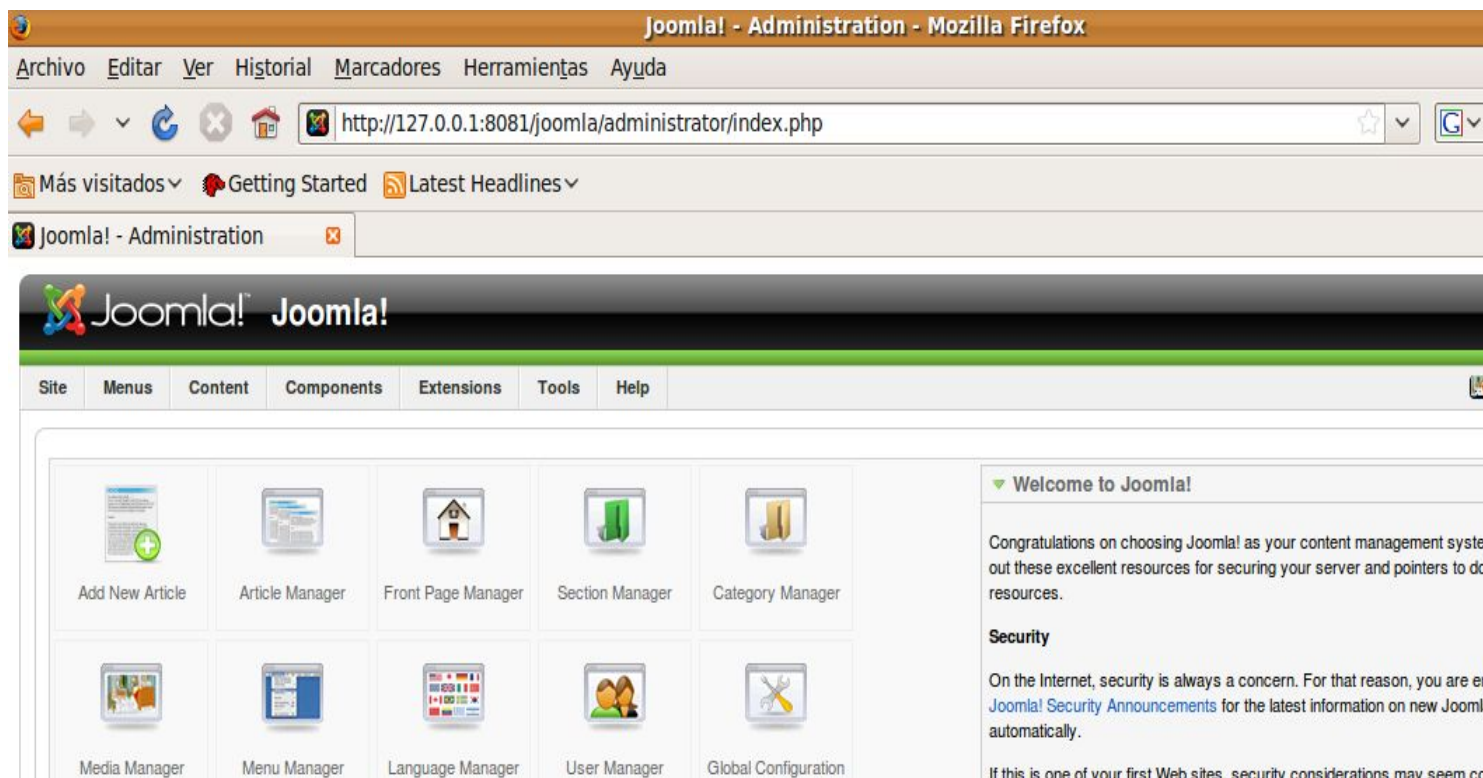 Joomla! - Administration - Mozilla Firefox
Archivo Editar Ver Historial Marcadores Herramientas Ayuda
http://127.0.0.1:8081/joomla/administrator/index.php
G
Más visitados Getting Started Latest Headlines
Joomla! - Administration
Joomla! Joomla!
Site Menus Content Components Extensions Tools Help
Add New Article
Article Manager
Front Page Manager
Section Manager
Category Manager
Media Manager
Menu Manager
Language Manager
User Manager
Global Configuration
Welcome to Joomla!
Congratulations on choosing Joomla! as your content management syste
out these excellent resources for securing your server and pointers to do
resources.
Security
On the Internet, security is always a concern. For that reason, you are e
Joomla! Security Announcements for the latest information on new Jooml
automatically.
If this is one of your first Web sites, security considerations may seem co